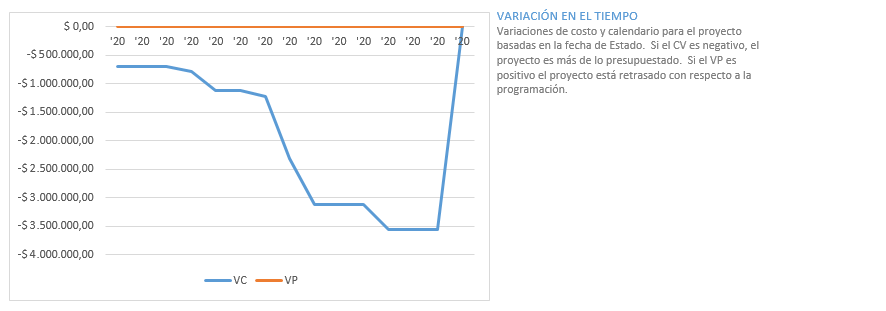 VARIACIÓN EN EL TIEMPO
Variaciones de costo y calendario para el proyecto
basadas en la fecha de Estado. Si el CV es negativo, el
proyecto es más de lo presupuestado. Si el VP es
positivo el proyecto está retrasado con respecto a la
programación.
$ 0,00
'20 '20 '20 '20 '20 '20 '20 '20 '20 '20 '20 '20 '20 '20 '20
-$ 500.000,00
-$ 1.000.000,00
-$ 1.500.000,00
-$ 2.000.000,00
-$ 2.500.000,00
-$ 3.000.000,00
-$ 3.500.000,00
-$ 4.000.000,00
VC VP